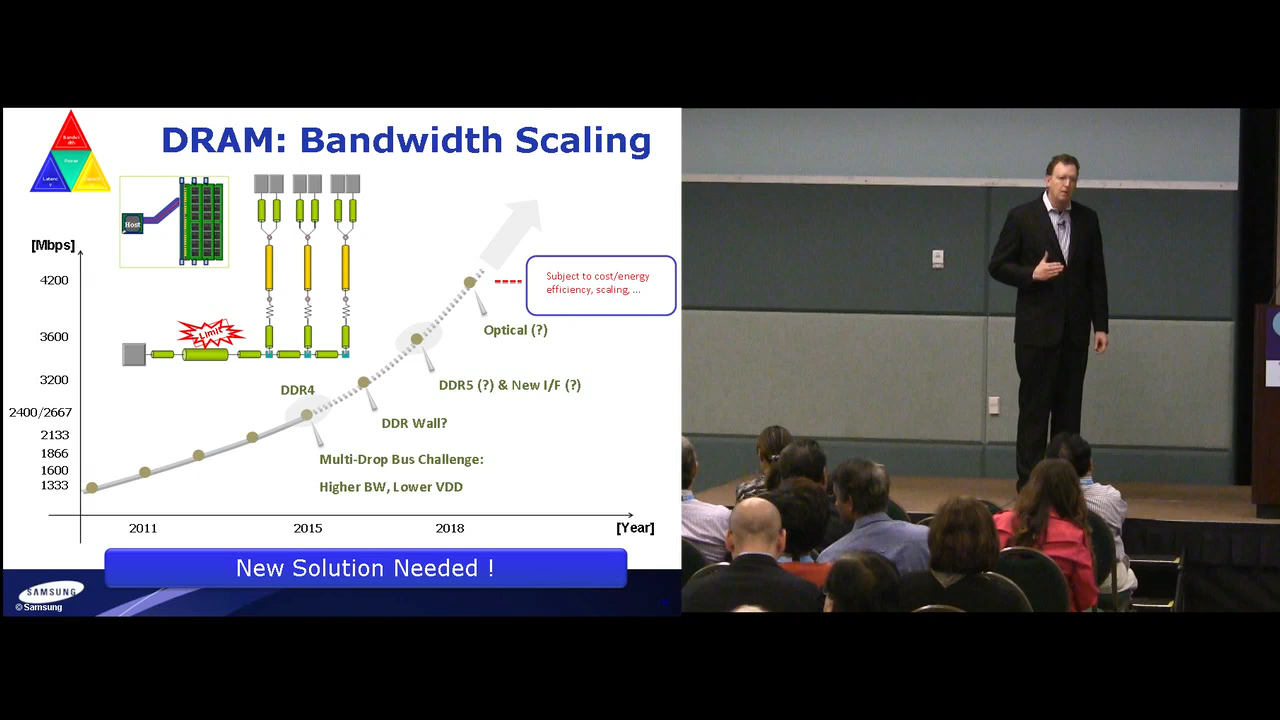 DRAM: Bandwidth Scaling
Power
Host
[Mbps]
4200
3600
3200
2400/2667
2133
1866
1600
1333
Limit
Subject to cost/energy
efficiency, scaling, ...
Optical (?)
DDR5 (?) & New I/F (?)
DDR4
DDR Wall?
Multi-Drop Bus Challenge:
Higher BW, Lower VDD
2011
2015
2018
[Year]
New Solution Needed !
SAMSUNG
© Samsung